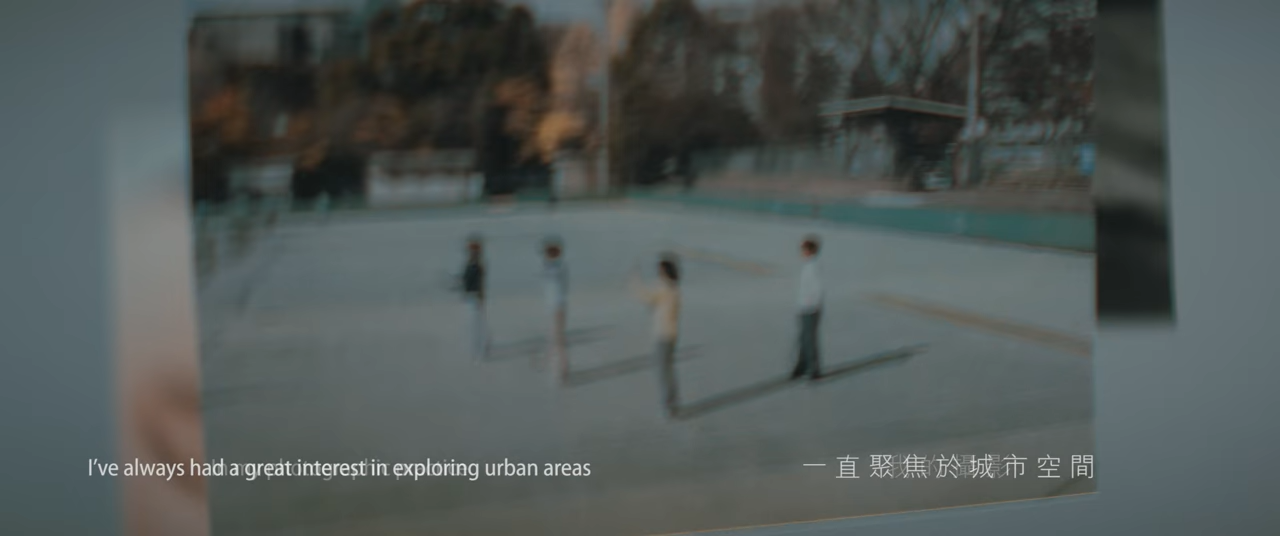 I've always had a great interest in exploring urban areas
一直聚焦於城市空間